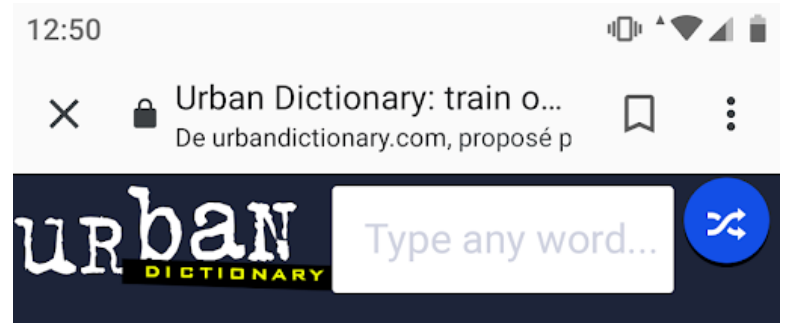 12:50
Urban Dictionary: train o...
De urbandictionary.com, proposé p
urban
DICTIONARY
Type any word...